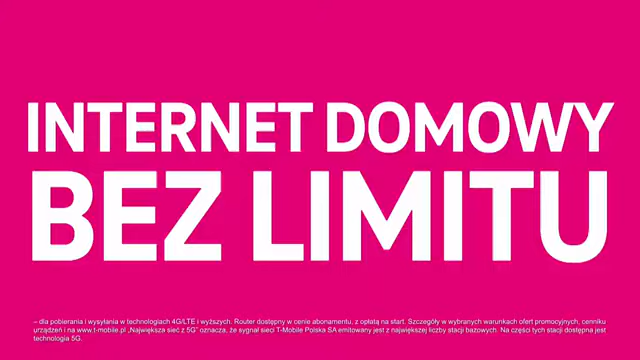 INTERNET DOMOWY
BEZ LIMITU
– dla pobierania i wysyłania w technologiach 4G/LTE i wyższych. Router dostępny w cenie abonamentu, z opłatą na start. Szczegóły w wybranych warunkach ofert promocyjnych, cenniku
urządzeń i na www.t-mobile.pl „Największa sieć z 5G” oznacza, że sygnał sieci T-Mobile Polska SA emitowany jest z największej liczby stacji bazowych. Na części tych stacji dostępna jest
technologia 5G.